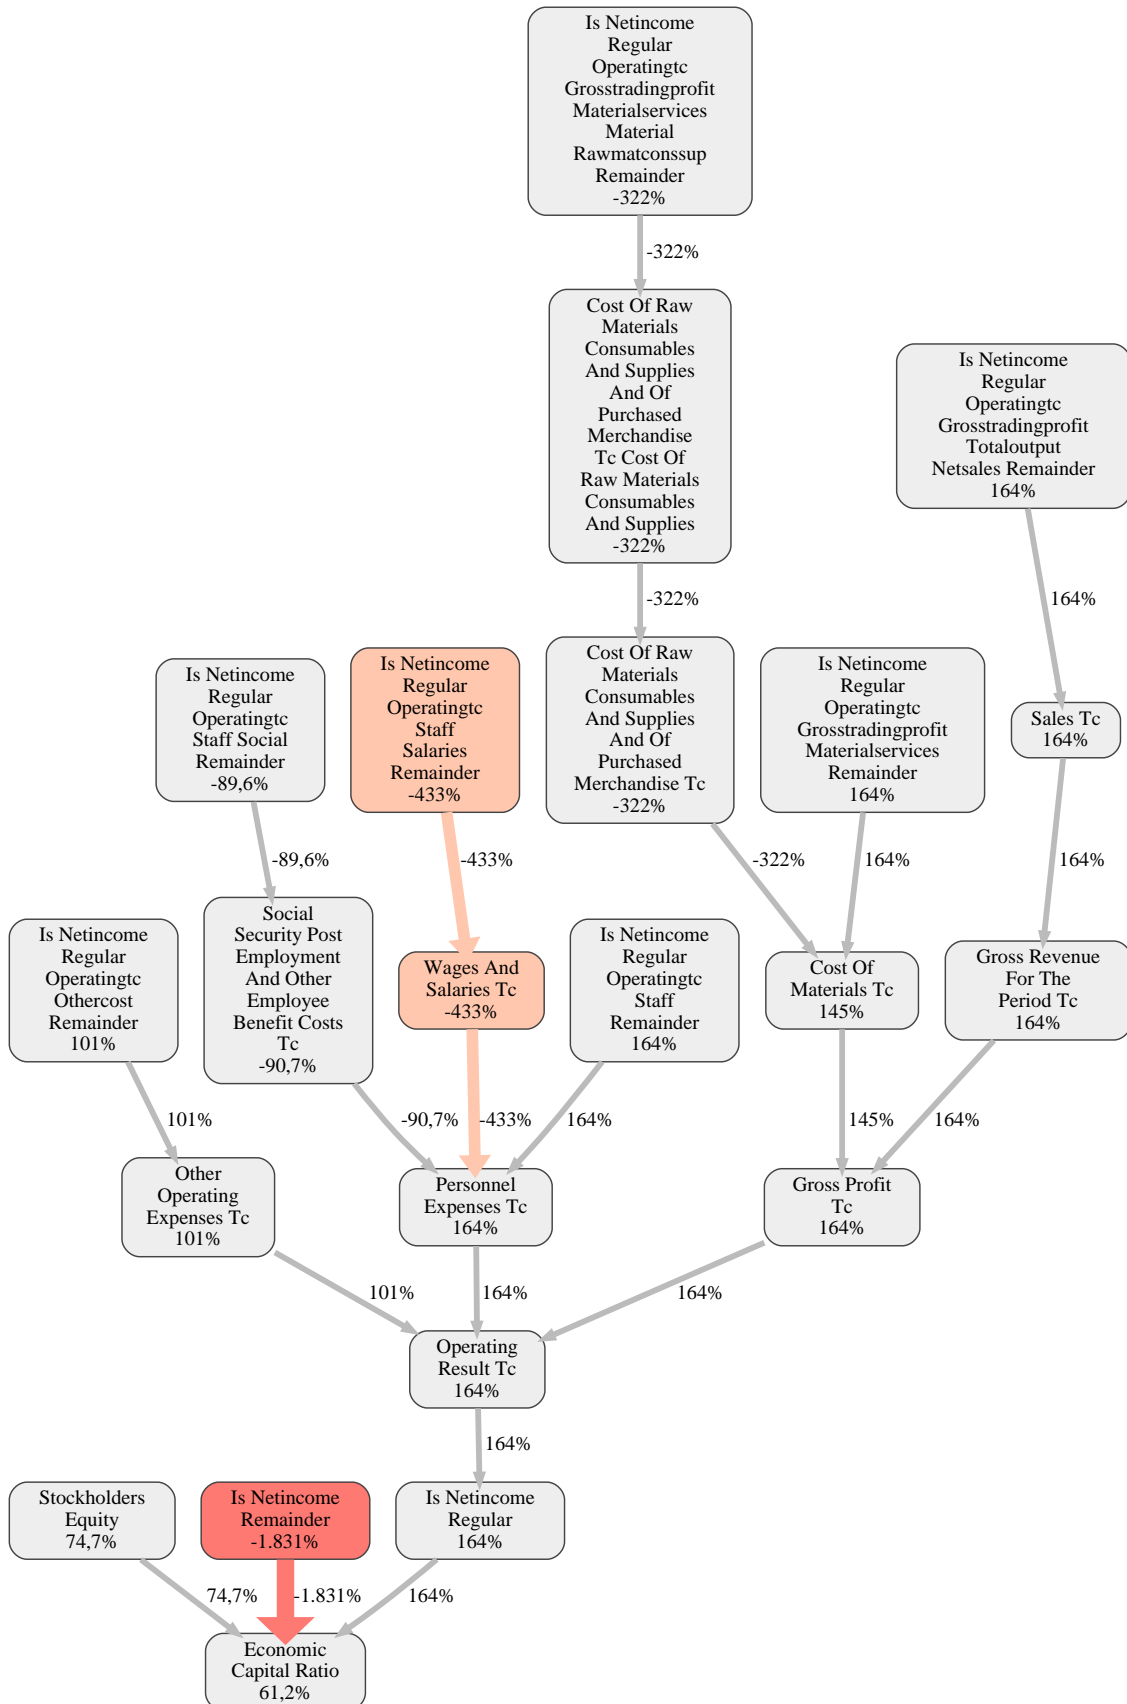 Is Netincome
Regular
Operatingtc
Grosstradingprofit
Materialservices
Material
Rawmatconssup
Remainder
-322%
-322%
Cost Of Raw
Materials
Consumables
And Supplies
And Of
Purchased
Merchandise
Tc Cost Of
Raw Materials
Consumables
And Supplies
-322%
Is Netincome
Regular
Operatingtc
Grosstradingprofit
Totaloutput
Netsales Remainder
164%
-322%
164%
Is Netincome
Regular
Operatingtc
Staff Social
Remainder
-89,6%
Is Netincome
Regular
Operatingtc
Staff
Salaries
Remainder
-433%
Cost Of Raw
Materials
Consumables
And Supplies
And Of
Purchased
Merchandise Tc
-322%
Is Netincome
Regular
Operatingtc
Grosstradingprofit
Materialservices
Remainder
164%
Sales Tc
164%
-89,6%
-433%
-322%
164%
164%
Is Netincome
Regular
Operatingtc
Othercost
Remainder
101%
Social
Security Post
Employment
And Other
Employee
Benefit Costs
Tc
-90,7%
Wages And
Salaries Tc
-433%
Is Netincome
Regular
Operatingtc
Staff
Remainder
164%
Cost Of
Materials Tc
145%
Gross Revenue
For The
Period Tc
164%
101%
-90,7%
-433%
164%
145%
164%
Other
Operating
Expenses Tc
101%
Personnel
Expenses Tc
164%
Gross Profit
Tc
164%
101%
164%
164%
Operating
Result Tc
164%
164%
Stockholders
Equity
74,7%
Is Netincome
Remainder
-1.831%
Is Netincome
Regular
164%
74,7%
-1.831%
164%
Economic
Capital Ratio
61,2%